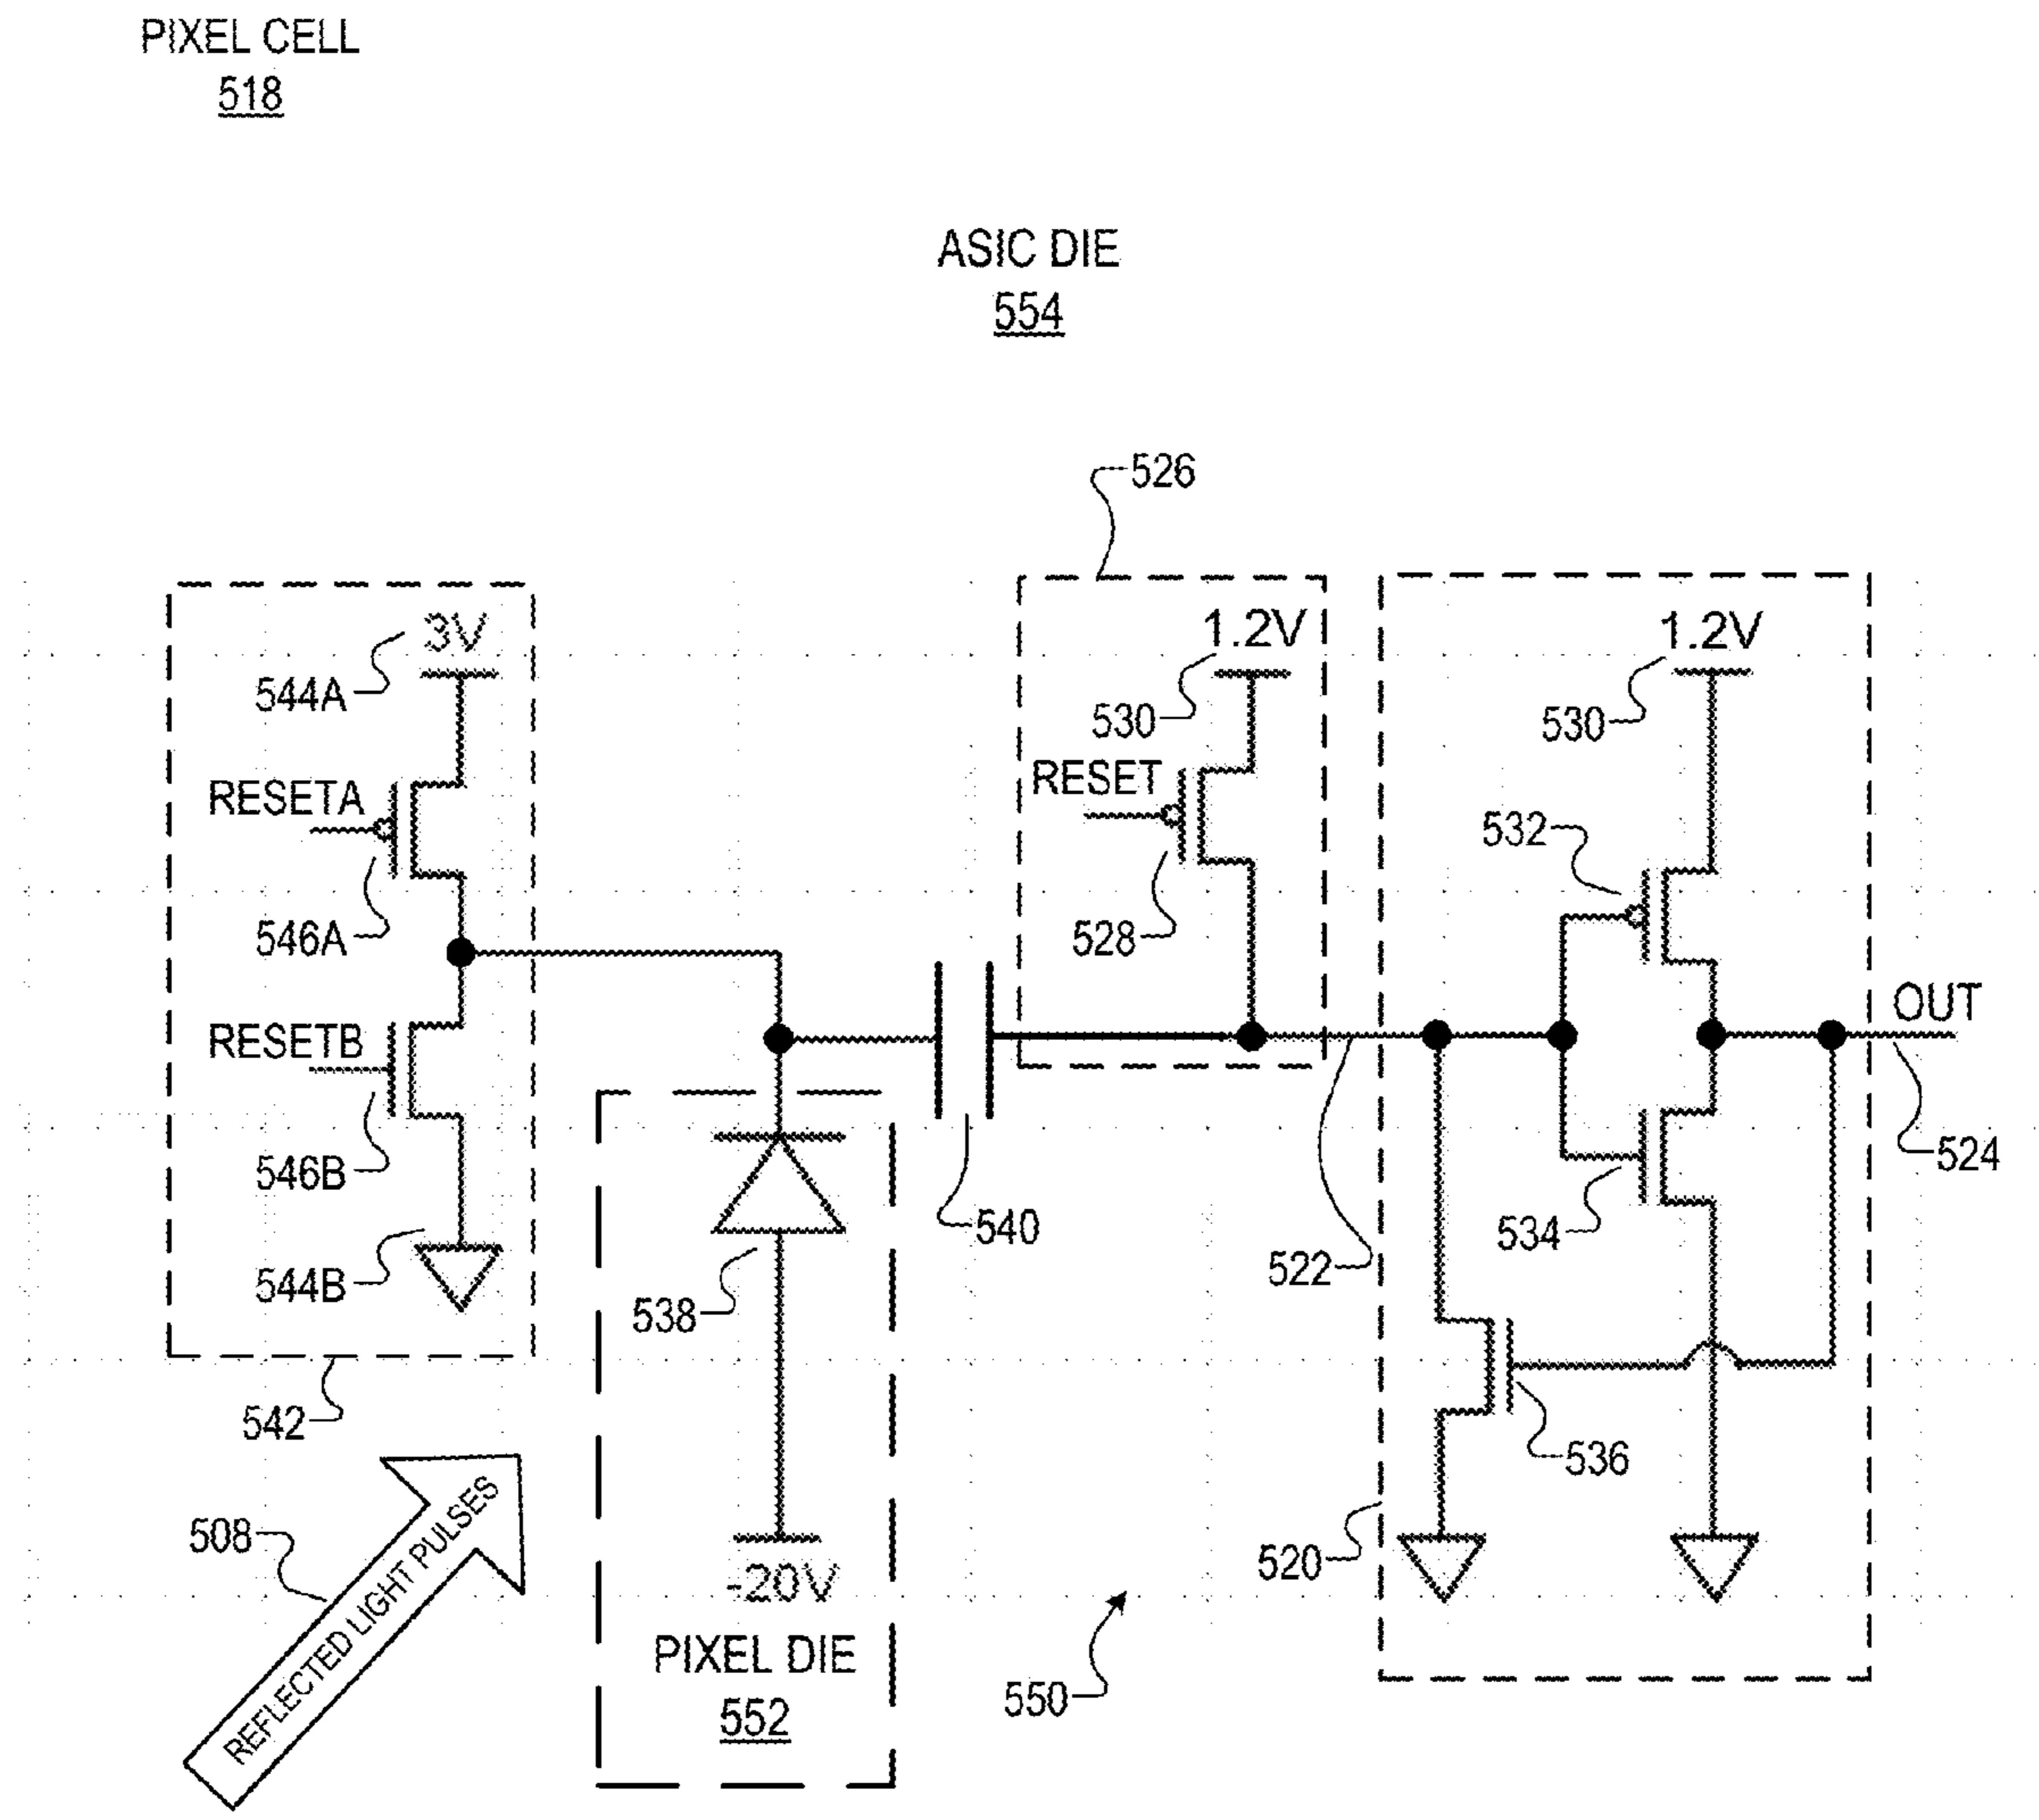 PIXEL CELL
518
ASIC DIE
554
526
3V
544A
1.2V
530
1.2V
530
RESETA
RESET
532
546A
528
OUT
RESETB
546B
540
522
534
524
544B
538
542
536
508
REFLECTED LIGHT PULSES
-20V
520
PIXEL DIE
552
550